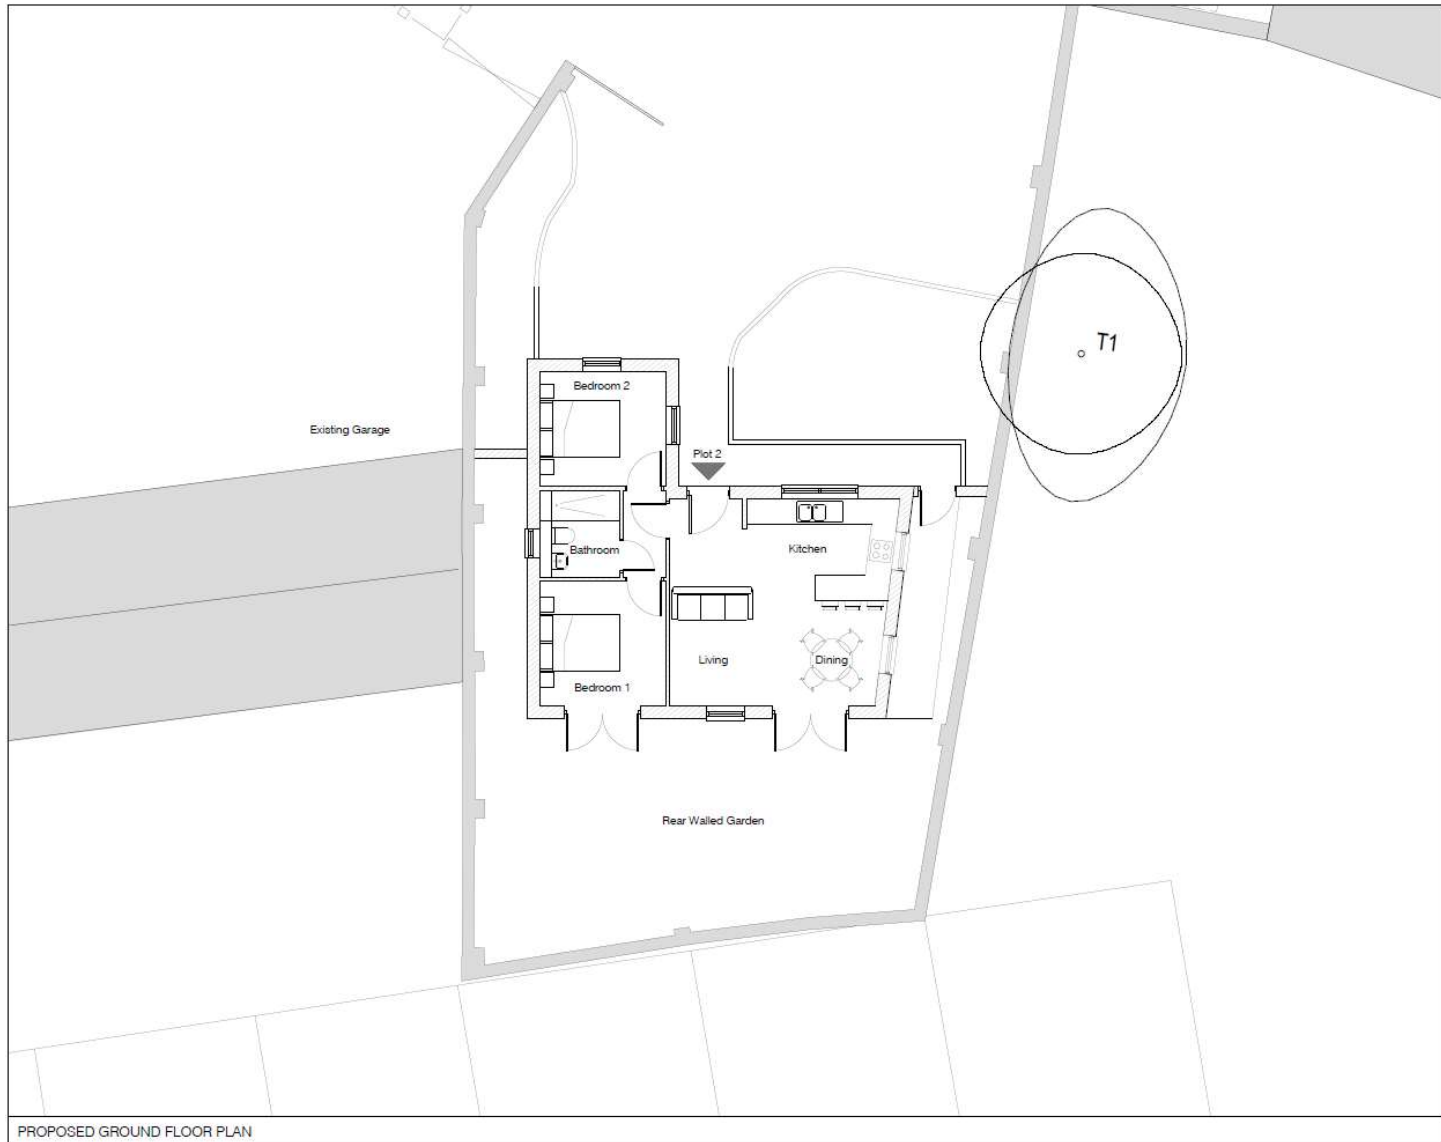 T1
Bedroom 2
Existing Garage
Plot 2
Bathroom
Kitchen
Living
Dining
Bedroom 1
Rear Walled Garden
PROPOSED GROUND FLOOR PLAN